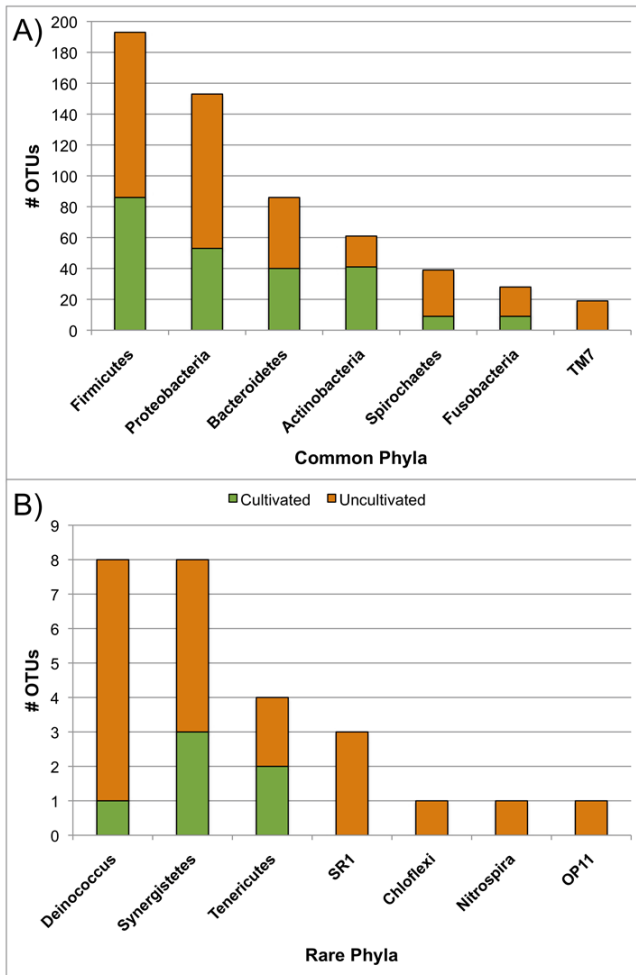 A)
200
180
160
140
120
100
80
60
40
20
0
# OTUs
Firmicutes
Proteobacteria
Bacteroidetes
Actinobacteria
Spirochaetes
Fusobacteria
TM7
Common Phyla
B)
Cultivated Uncultivated
9
8
7
6
5
4
3
2
1
0
# OTUs
Deinococcus
Synergistetes
Tenericutes
SR1
Chloflexi
Nitrospira
OP11
Rare Phyla